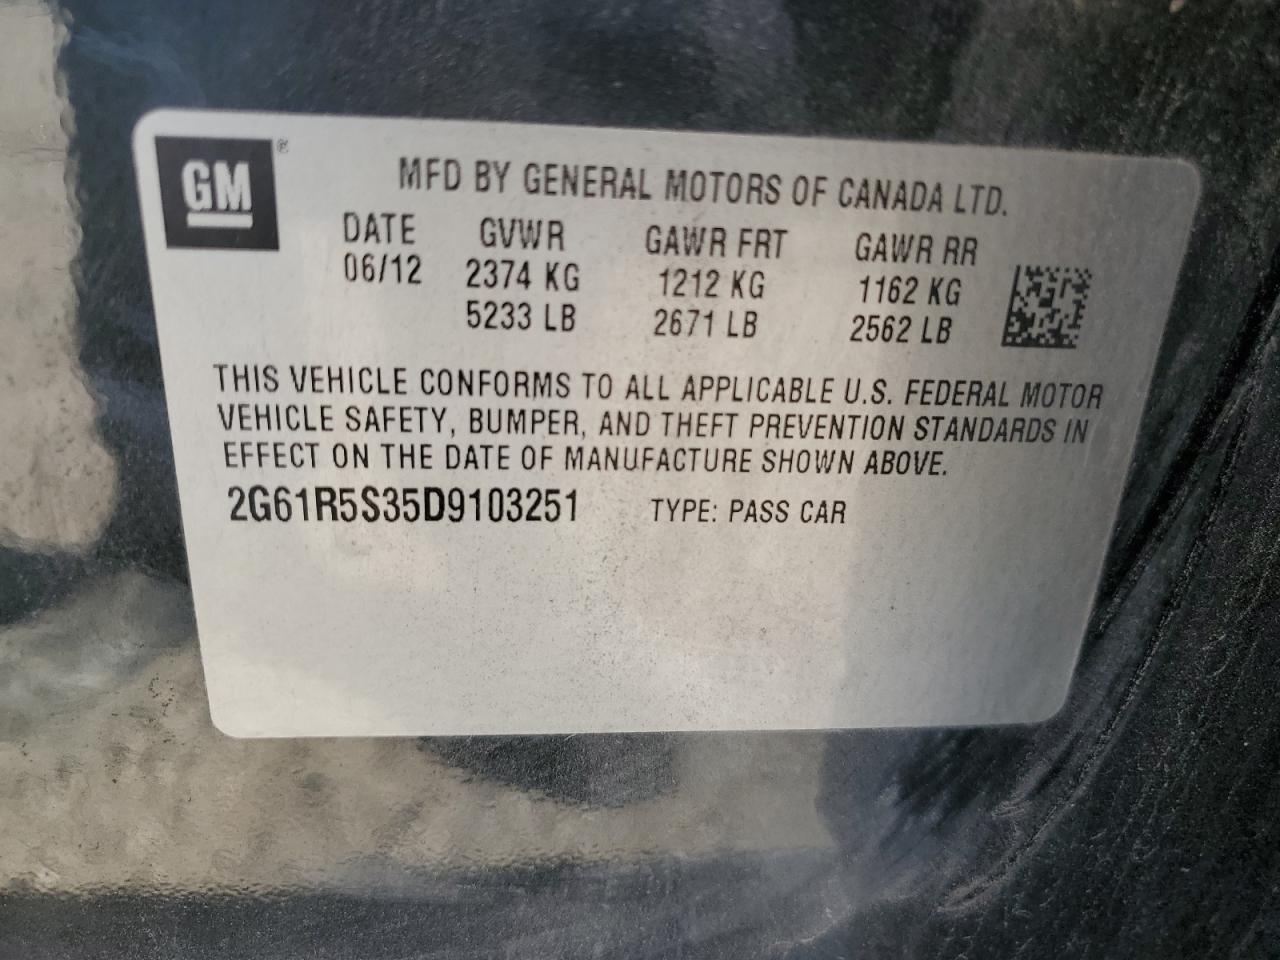 GM ®
MFD BY GENERAL MOTORS OF CANADA LTD.
DATE GVWR GAWR FRT GAWR RR
06/12 2374 KG 1212 KG 1162 KG
5233 LB 2671 LB 2562 LB
THIS VEHICLE CONFORMS TO ALL APPLICABLE U.S. FEDERAL MOTOR
VEHICLE SAFETY, BUMPER, AND THEFT PREVENTION STANDARDS IN
EFFECT ON THE DATE OF MANUFACTURE SHOWN ABOVE.
2G61R5S35D9103251 TYPE: PASS CAR